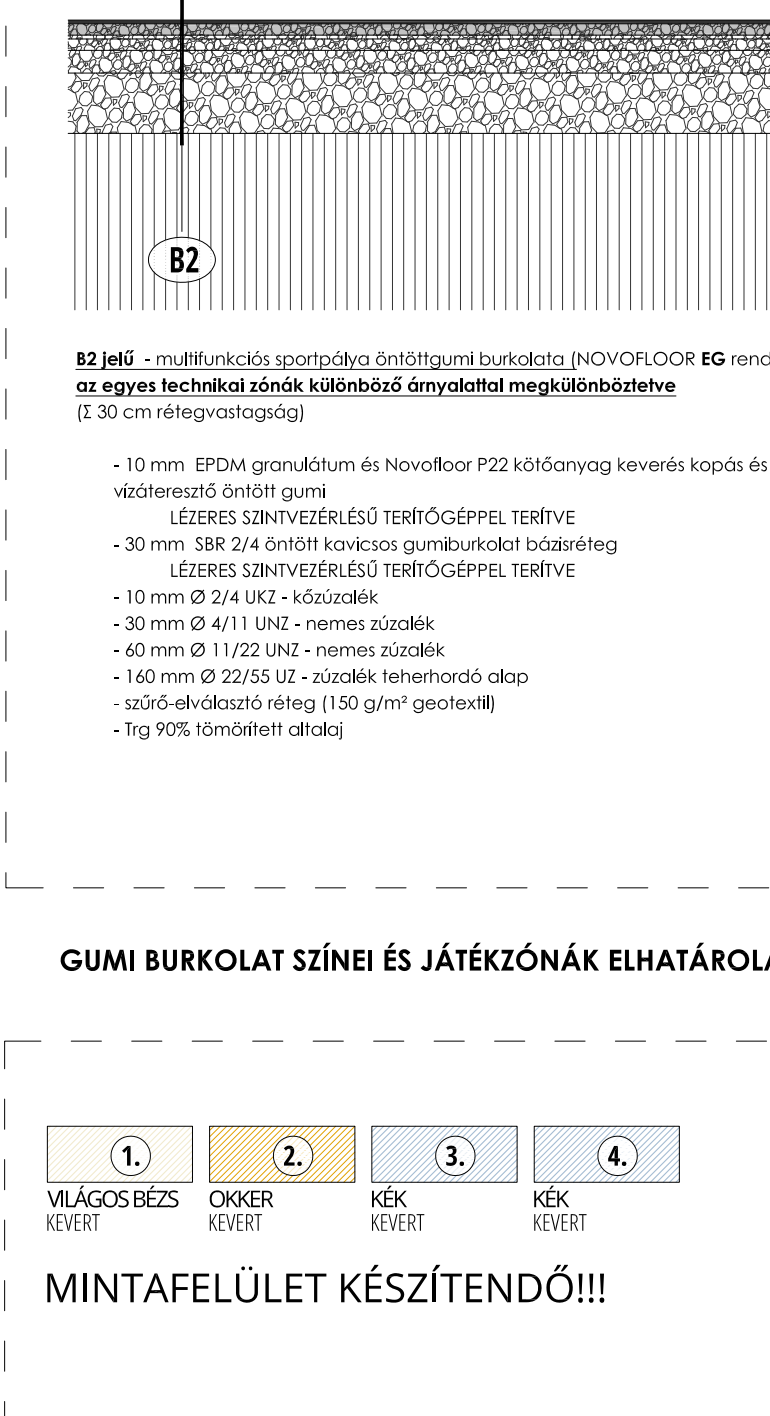 B2
B2 jelű - multifunkciós sportpálya öntöttgumi burkolata (NOVOFLOOR EG rend
az egyes technikai zónák különböző árnyalattal megkülönböztetve
(Σ 30 cm rétegvastagság)
- 10 mm EPDM granulátum és Novofloor P22 kötőanyag keverés kopás és
vízáteresztő öntött gumi
LÉZERES SZINTVEZÉRLÉSŰ TERÍTŐGÉPPEL TERÍTVE
- 30 mm SBR 2/4 öntött kavicsos gumiburkolat bázisréteg
LÉZERES SZINTVEZÉRLÉSŰ TERÍTŐGÉPPEL TERÍTVE
- 10 mm Ø 2/4 UKZ - kőzúzalék
- 30 mm Ø 4/11 UNZ - nemes zúzalék
- 60 mm Ø 11/22 UNZ - nemes zúzalék
- 160 mm Ø 22/55 UZ - zúzalék teherhordó alap
- szűrő-elválasztó réteg (150 g/m² geotextil)
- Trg 90% tömörített altalaj
GUMI BURKOLAT SZÍNEI ÉS JÁTÉKZÓNÁK ELHATÁROLÁ
1. 2. 3. 4.
VILÁGOS BÉZS OKKER KÉK KÉK
KEVERT KEVERT KEVERT KEVERT
MINTAFELÜLET KÉSZÍTENDŐ!!!